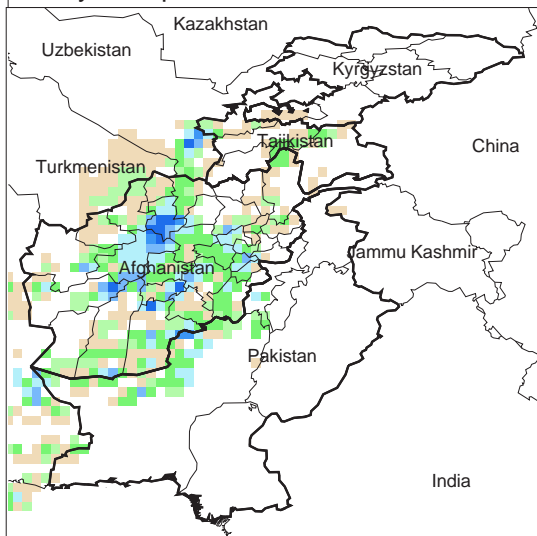 Kazakhstan
Uzbekistan
Kyrgyzstan
Tajikistan
China
Turkmenistan
Jammu Kashmir
Afghanistan
Pakistan
India